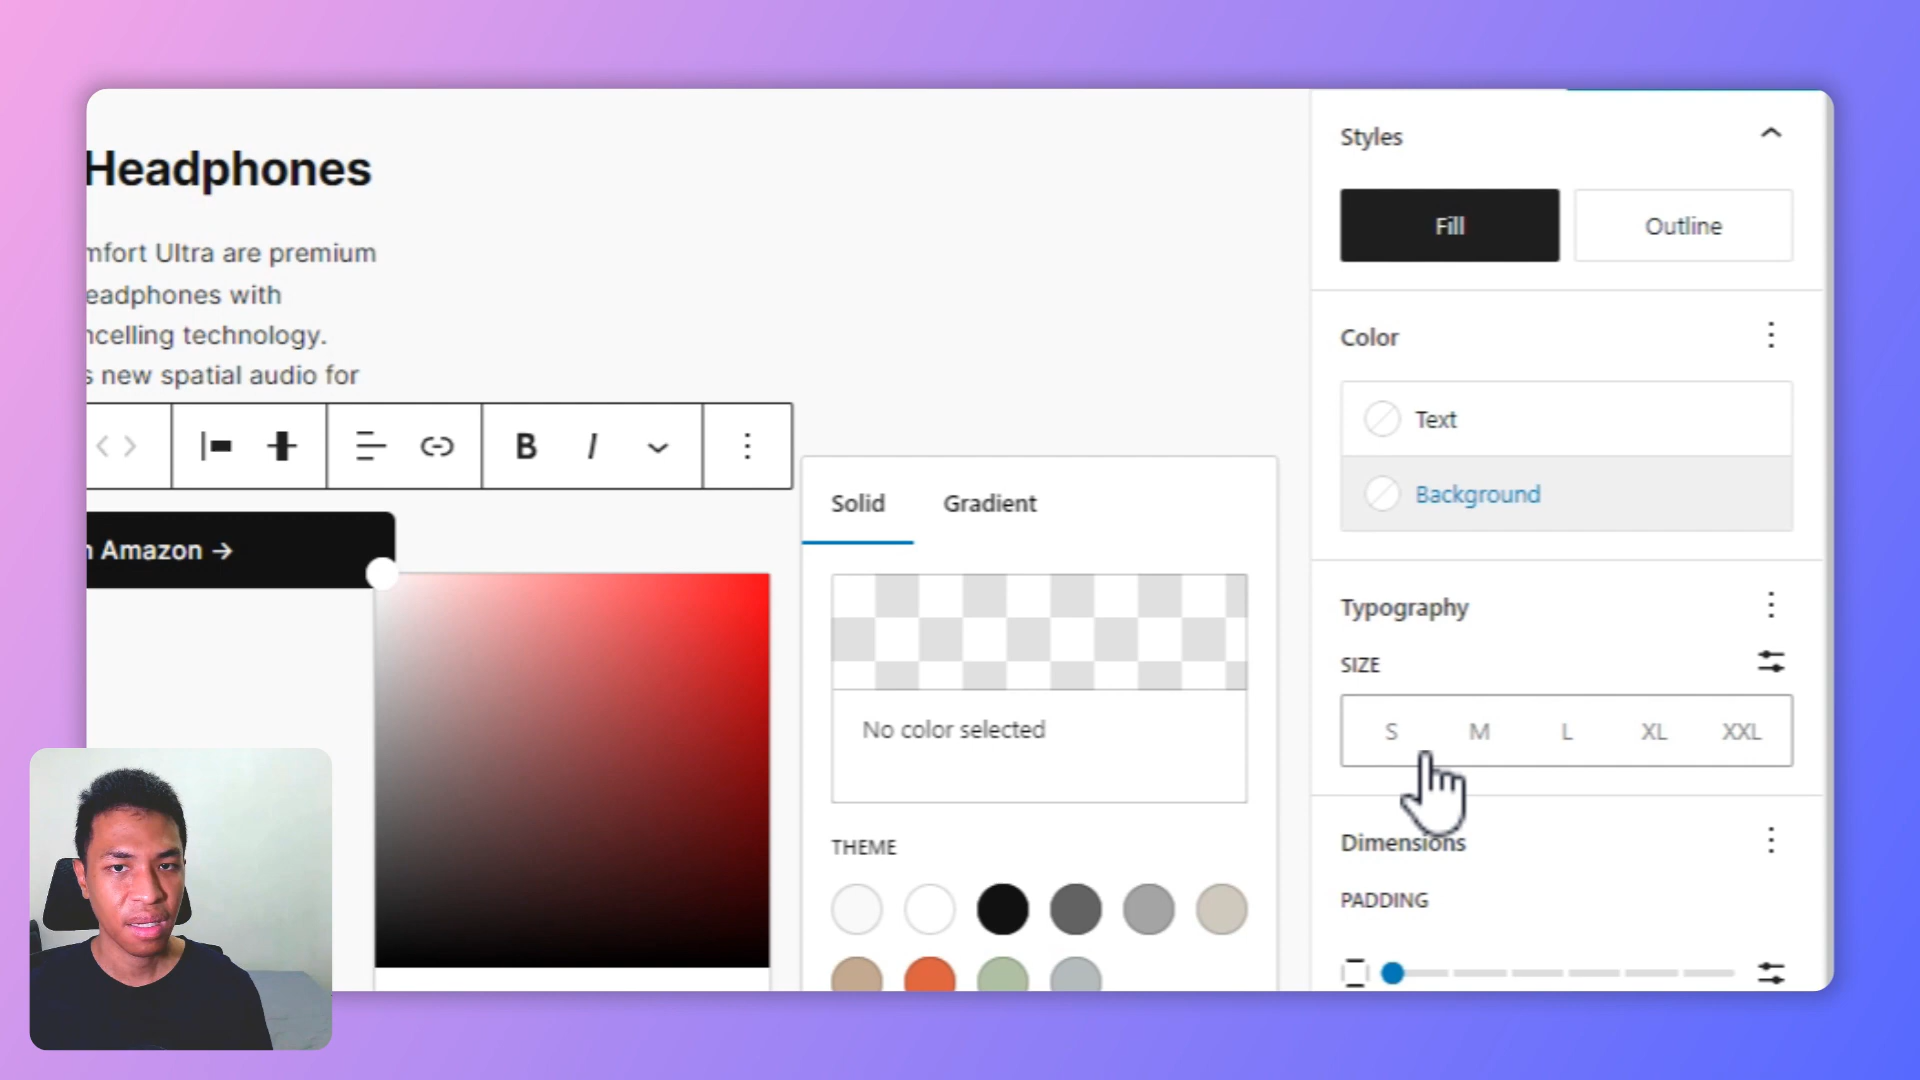 Headphones
mfort Ultra are premium
eadphones with
ncelling technology.
s new spatial audio for
B I
n Amazon →
Solid Gradient
No color selected
THEME
Styles
Fill Outline
Color
Text
Background
Typography
SIZE
S M L XL XXL
Dimensions
PADDING